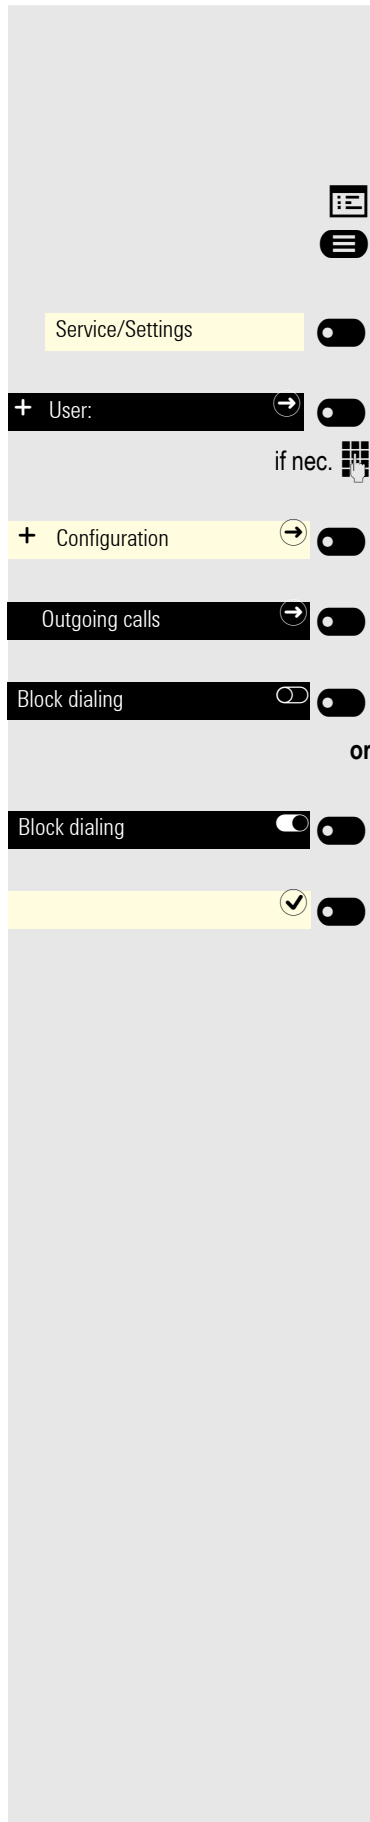 Service/Settings
+ User:
if nec.
+ Configuration
Outgoing calls
Block dialing
or
Block dialing